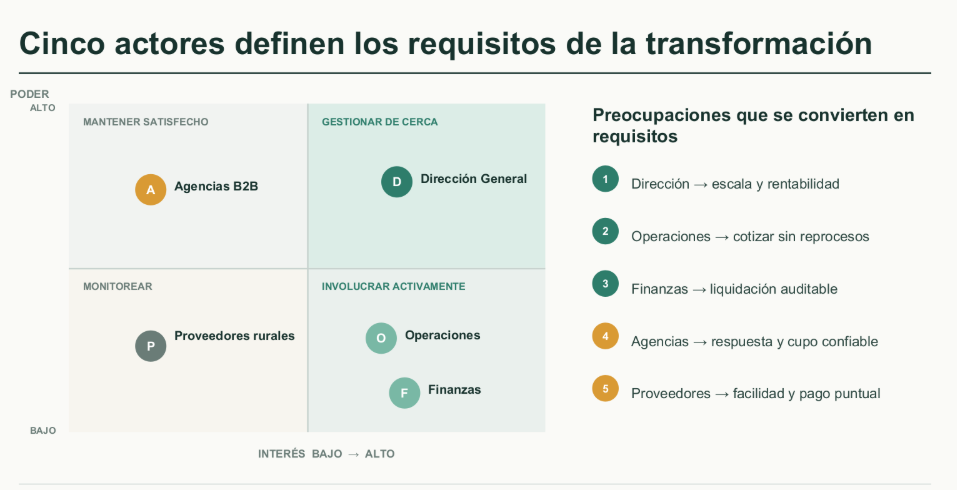 Cinco actores definen los requisitos de la transformación
PODER
ALTO
MANTENER SATISFECHO
GESTIONAR DE CERCA
A
Agencias B2B
D
Dirección General
MONITOREAR
INVOLUCRAR ACTIVAMENTE
P
Proveedores rurales
O
Operaciones
F
Finanzas
BAJO
INTERÉS BAJO → ALTO
Preocupaciones que se convierten en
requisitos
1 Dirección → escala y rentabilidad
2 Operaciones → cotizar sin reprocesos
3 Finanzas → liquidación auditable
4 Agencias → respuesta y cupo confiable
5 Proveedores → facilidad y pago puntual